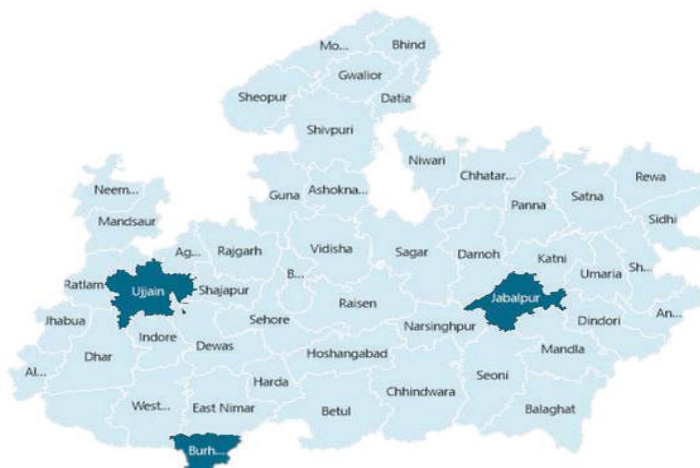 Mo...
Bhind
Gwalior
Sheopur
Datia
Shivpuri
Niwari
Chhatar...
Rewa
Neem...
Guna
Ashokna...
Panna
Satna
Mandsaur
Sidhi
Ag...
Rajgarh
Vidisha
Sagar
Damoh
Katni
B...
Umaria
Sh...
Ratlam
Ujjain
Shajapur
Raisen
Jabalpur
Jhabua
Indore
Sehore
Narsinghpur
Dindori
An...
Al...
Dhar
Dewas
Hoshangabad
Mandla
Harda
Chhindwara
Seoni
West...
East Nimar
Betul
Balaghat
Burh...